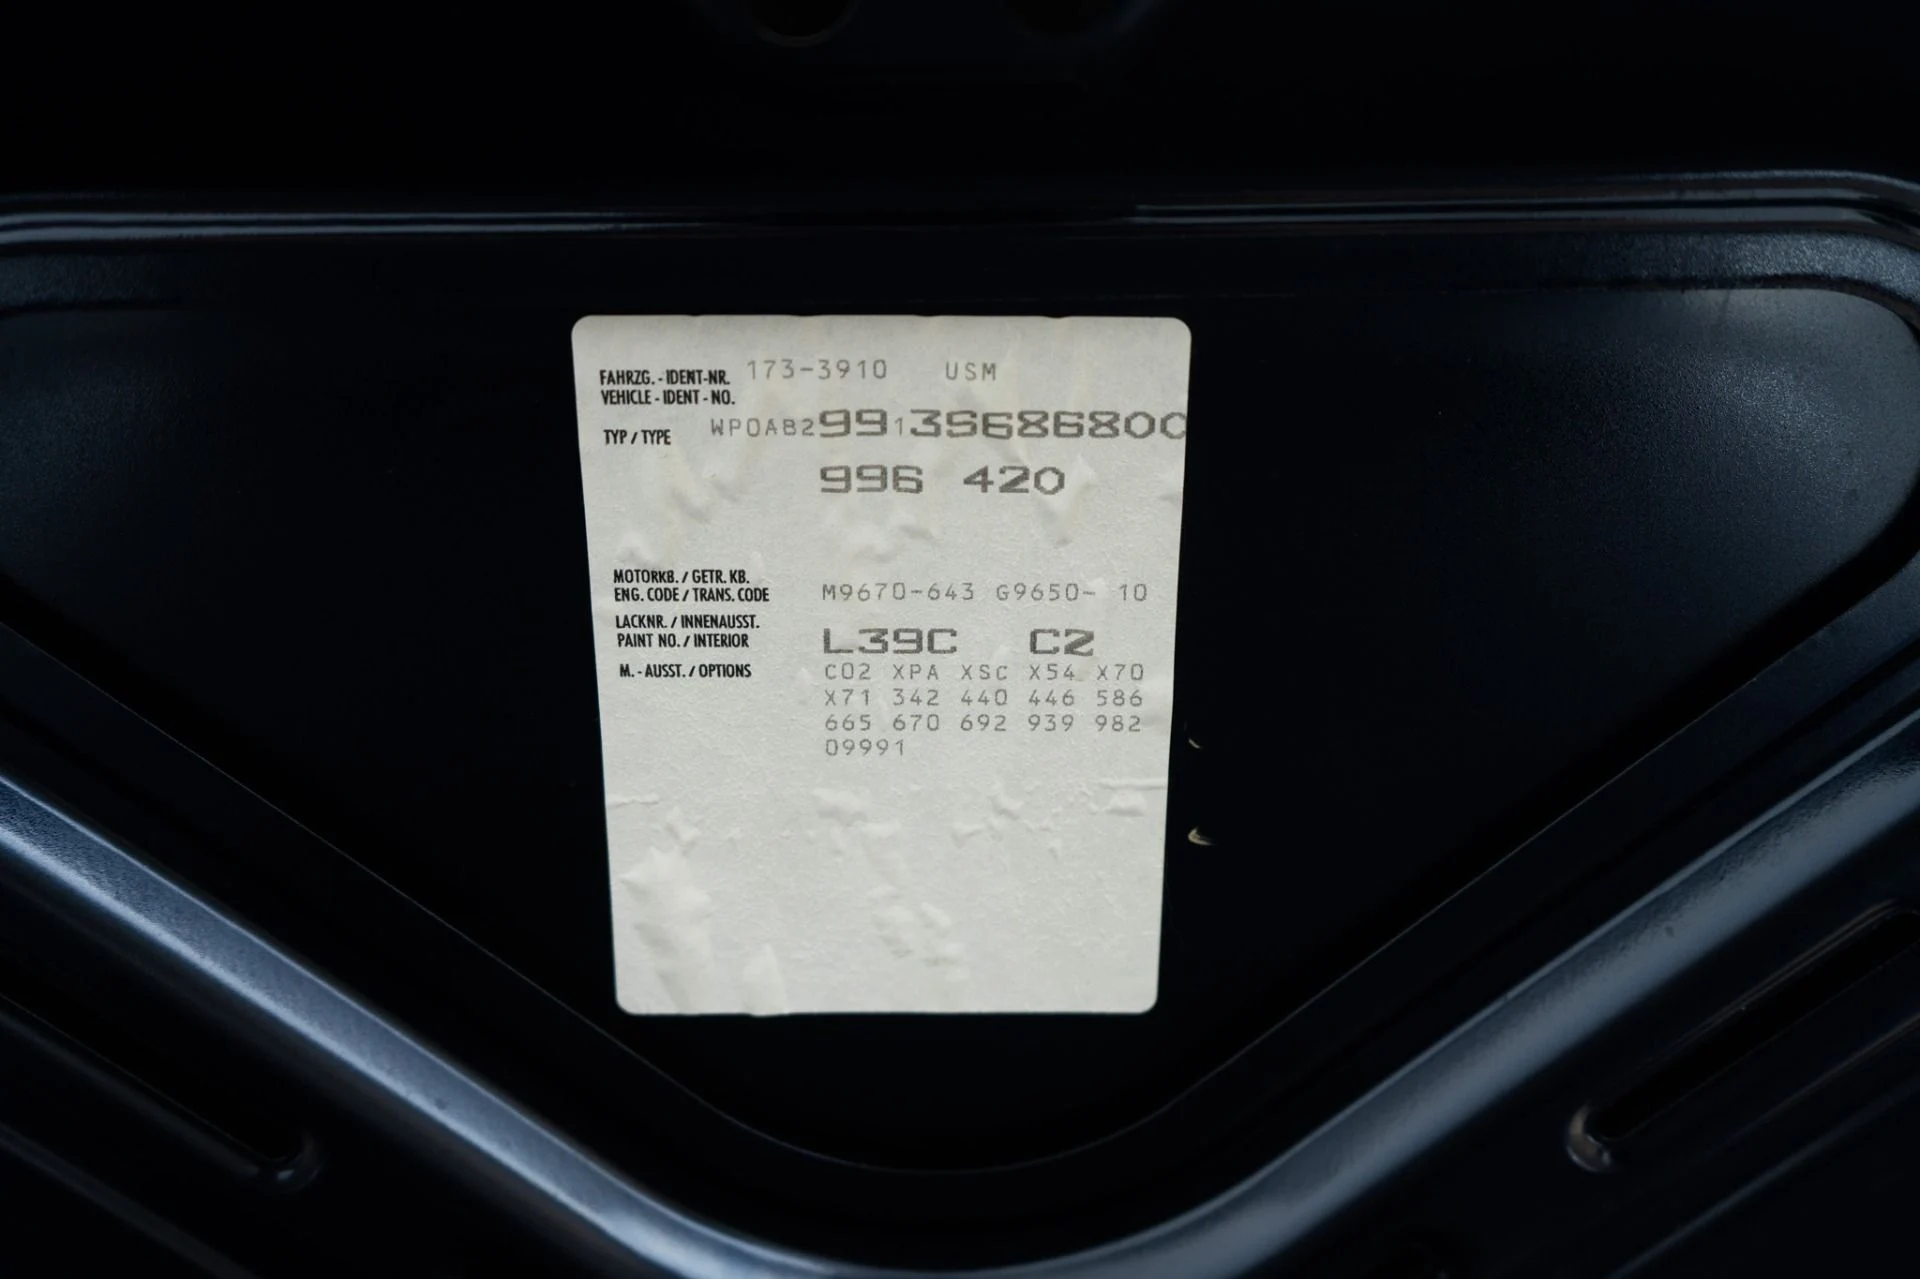 FAHRZG. - IDENT-NR. 173-3910 USM
VEHICLE - IDENT - NO.
TYP / TYPE WP0AB29913S686800
996 420
MOTORKB. / GETR. KB.
ENG. CODE / TRANS. CODE M9670-643 G9650- 10
LACKNR. / INNENAUSST.
PAINT NO. / INTERIOR L39C CZ
M. - AUSST. / OPTIONS C02 XPA XSC X54 X70
X71 342 440 446 586
665 670 692 939 982
09991